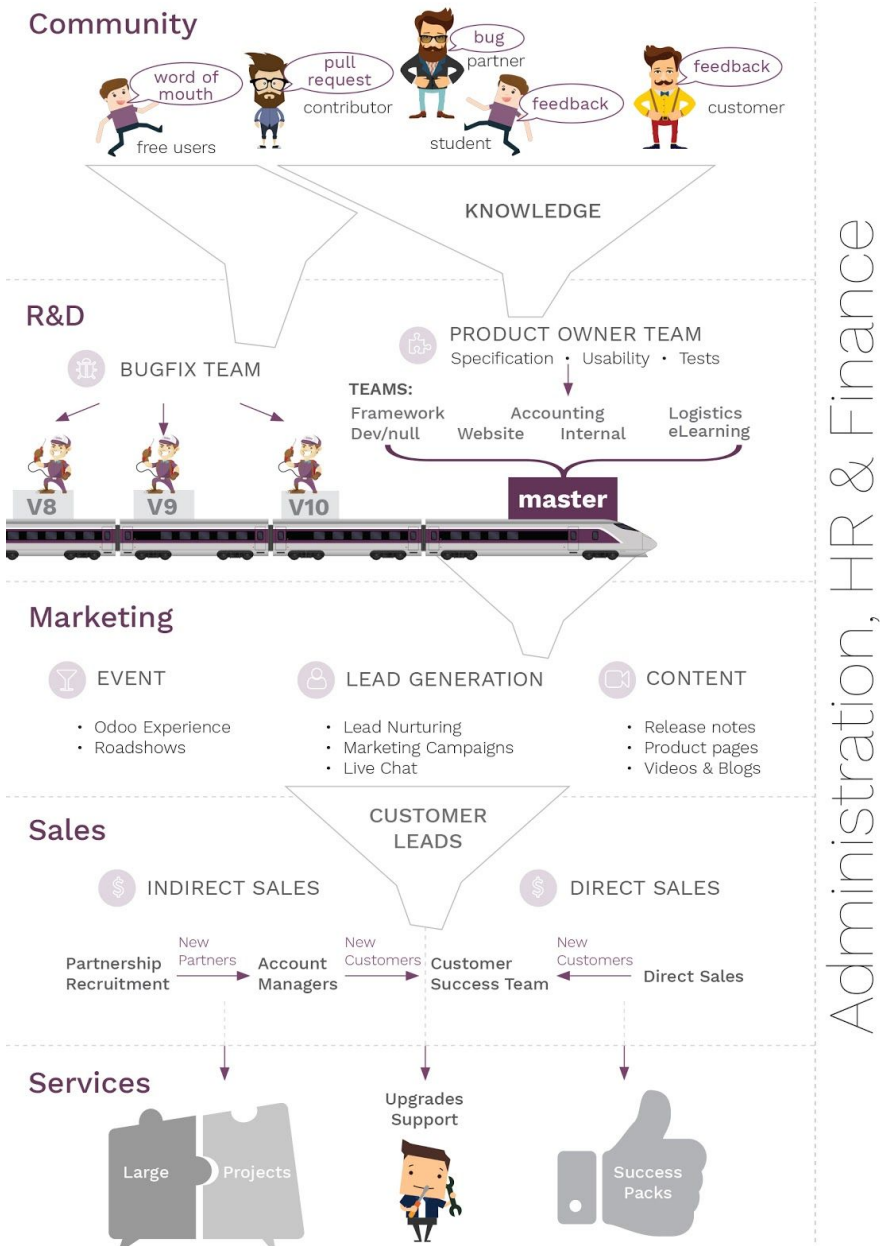 Community
word of
mouth
free users
pull
request
contributor
bug
partner
feedback
student
feedback
customer
KNOWLEDGE
R&D
BUGFIX TEAM
PRODUCT OWNER TEAM
Specification • Usability • Tests
TEAMS:
Framework Accounting Logistics
Dev/null Website Internal eLearning
V8 V9 V10 master
Marketing
EVENT
• Odoo Experience
• Roadshows
LEAD GENERATION
• Lead Nurturing
• Marketing Campaigns
• Live Chat
CONTENT
• Release notes
• Product pages
• Videos & Blogs
Sales
CUSTOMER
LEADS
INDIRECT SALES
DIRECT SALES
Partnership
Recruitment
New
Partners
Account
Managers
New
Customers
Customer
Success Team
New
Customers
Direct Sales
Services
Large Projects
Upgrades
Support
Success
Packs
Administration, HR & Finance